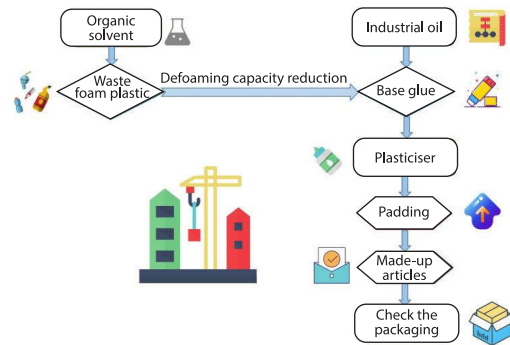 Organic
solvent
Industrial oil
Waste
foam plastic
Defoaming capacity reduction
Base glue
Plasticiser
Padding
Made-up
articles
Check the
packaging